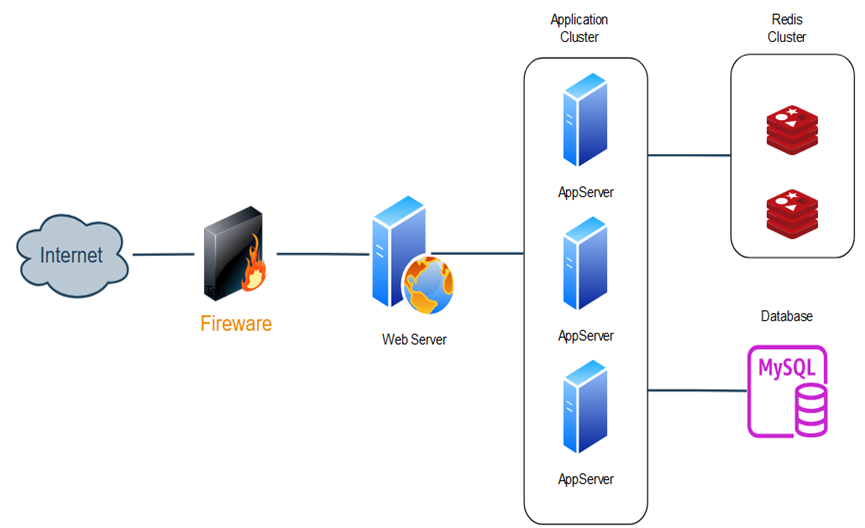 Application
Cluster
Redis
Cluster
AppServer
Internet
Fireware
Web Server
AppServer
Database
MySQL
AppServer